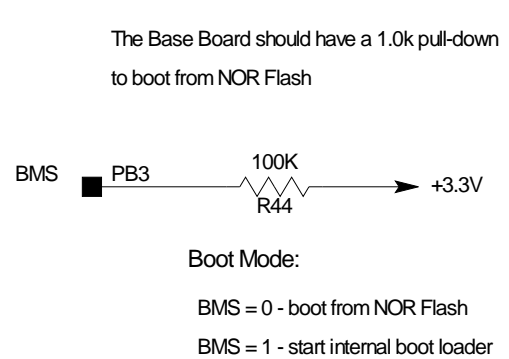 The Base Board should have a 1.0k pull-down
to boot from NOR Flash
100K
BMS PB3 +3.3V
R44
Boot Mode:
BMS = 0 - boot from NOR Flash
BMS = 1 - start internal boot loader